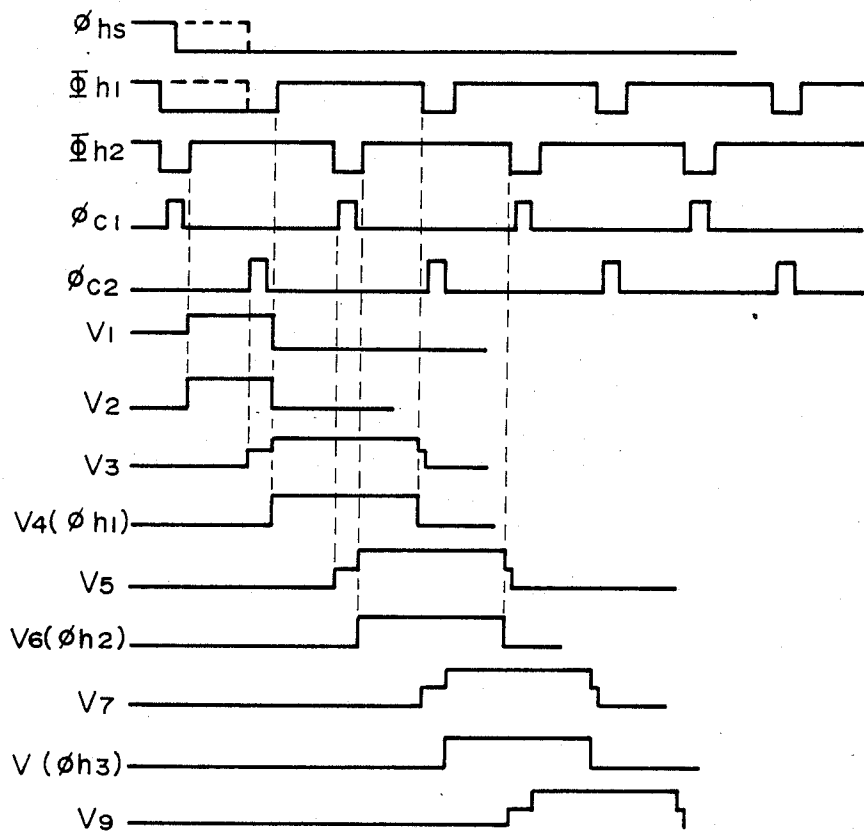 øhs
Φh1
Φh2
øc1
øc2
V1
V2
V3
V4(øh1)
V5
V6(øh2)
V7
V (øh3)
V9